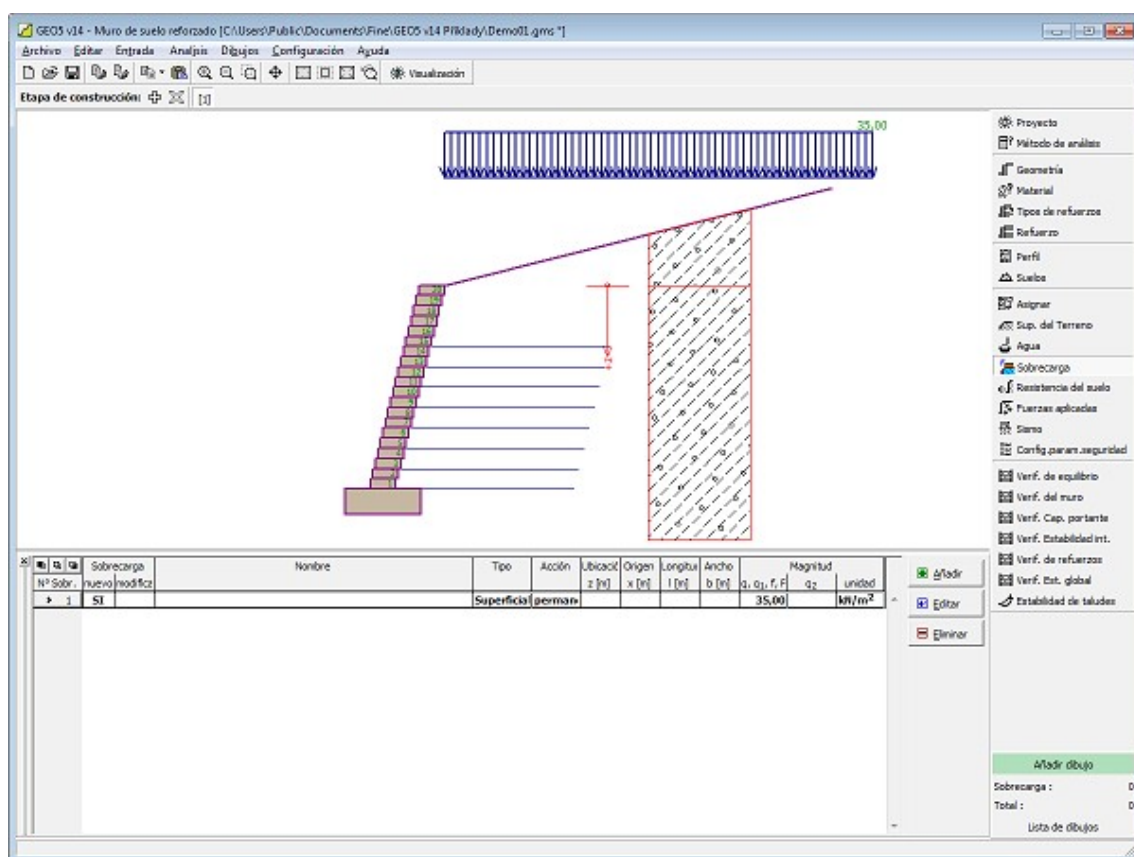 GEO5 v14 - Muro de suelo reforzado [C:\Users\Public\Documents\Fine\GEO5 v14 Příklady\Demo01.gms *]
Archivo Editar Entrada Analsis Dibujos Configuración Ayuda
Visualización
Etapa de construcción: [1]
35,00
Proyecto
Método de análisis
Geometría
Material
Tipos de refuerzos
Refuerzo
Perfil
Suelos
Asignar
Sup. del Terreno
Agua
Sobrecarga
Resistencia del suelo
Fuerzas aplicadas
Sismo
Config.param.seguridad
Verif. de equilibrio
Verif. del muro
Verif. Cap. portante
Verif. Estabilidad int.
Verif. de refuerzos
Verif. Est. global
Estabilidad de taludes
Sobrecarga Nombre Tipo Acción Ubicació Origen Longitu Ancho Magnitud
Nº Sobr. nuevo modifica z [m] x [m] l [m] b [m] q, q1, f, F q2 unidad
1 SI Superficial perman 35,00 kN/m²
Añadir
Editar
Eliminar
Añadir dibujo
Sobrecarga : 0
Total : 0
Lista de dibujos